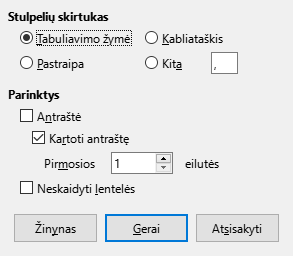 Stulpelių skirtukas
Tabuliavimo žymė Kabliataškis
Pastraipa Kita ,
Parinktys
Antraštė
Kartoti antraštę
Pirmosios 1 eilutės
Neskaidyti lentelės
Žinynas Gerai Atsisakyti